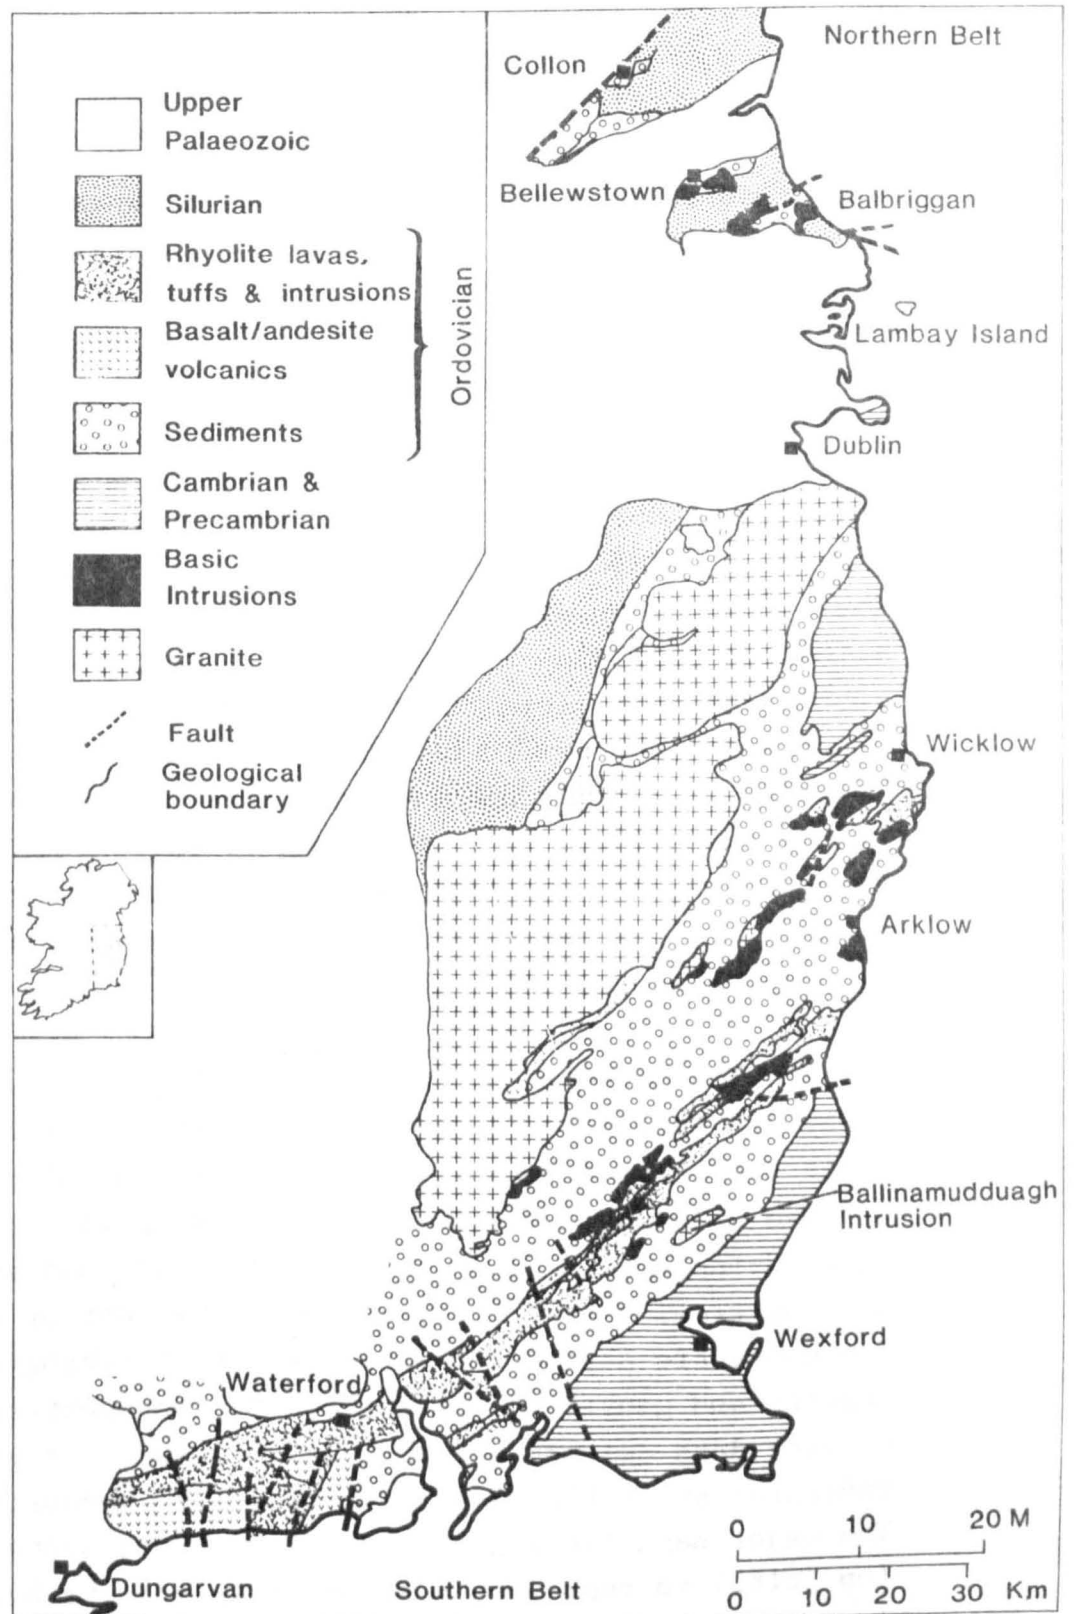 Upper
Palaeozoic
Silurian
Rhyolite lavas,
tuffs & intrusions
Basalt/andesite
volcanics
Sediments
Ordovician
Cambrian &
Precambrian
Basic
Intrusions
Granite
Fault
Geological
boundary
Northern Belt
Collon
Bellewstown
Balbriggan
Lambay Island
Dublin
Wicklow
Arklow
Ballinamudduagh
Intrusion
Wexford
Waterford
Dungarvan
Southern Belt
0 10 20 M
0 10 20 30 Km